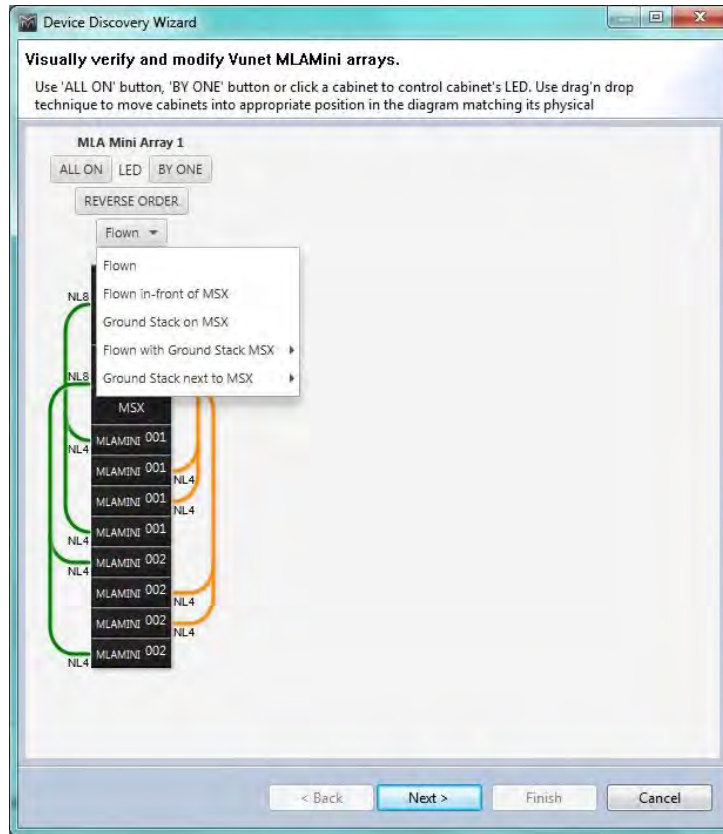 Device Discovery Wizard
Visually verify and modify Vunet MLAMini arrays.
Use 'ALL ON' button, 'BY ONE' button or click a cabinet to control cabinet's LED. Use drag'n drop
technique to move cabinets into appropriate position in the diagram matching its physical
MLA Mini Array 1
ALL ON LED BY ONE
REVERSE ORDER
Flown
Flown
NL8 Flown in-front of MSX
Ground Stack on MSX
Flown with Ground Stack MSX
NL8 Ground Stack next to MSX
MSX
MLAMINI 001
NL4
MLAMINI 001
NL4
MLAMINI 001
NL4
MLAMINI 001
NL4
MLAMINI 002
NL4
MLAMINI 002
NL4
MLAMINI 002
NL4
MLAMINI 002
NL4
< Back Next > Finish Cancel